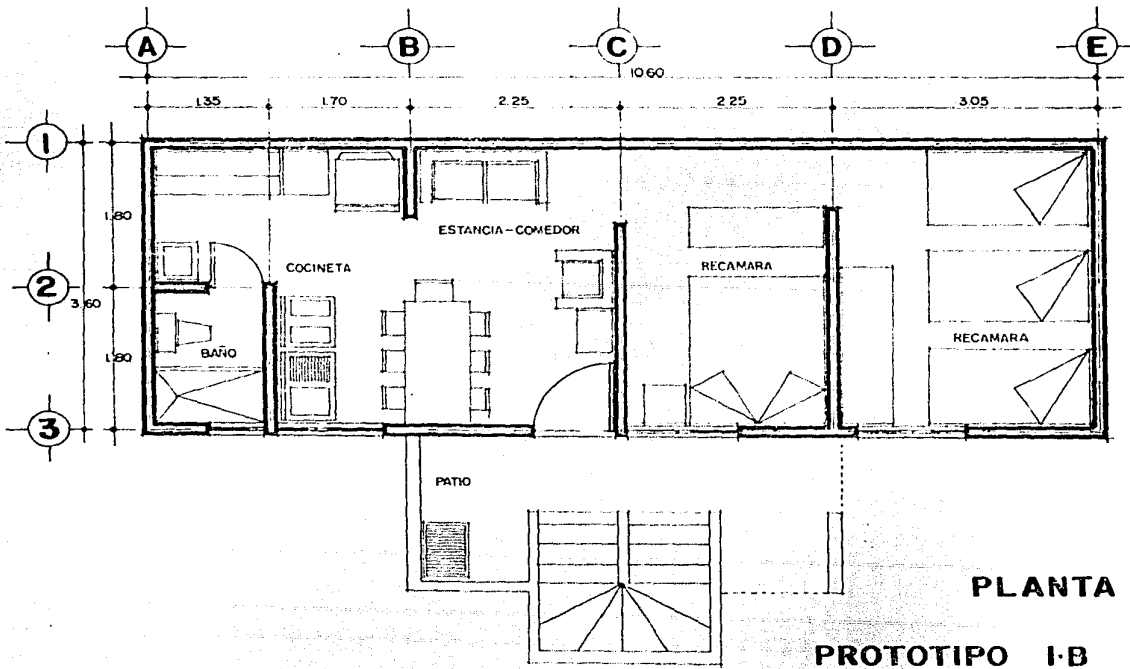 A
B
C
D
E
10.60
1.35
1.70
2.25
2.25
3.05
1
1.80
ESTANCIA-COMEDOR
COCINETA
RECAMARA
2
3.60
RECAMARA
BAÑO
1.80
3
PATIO
PLANTA
PROTOTIPO I·B